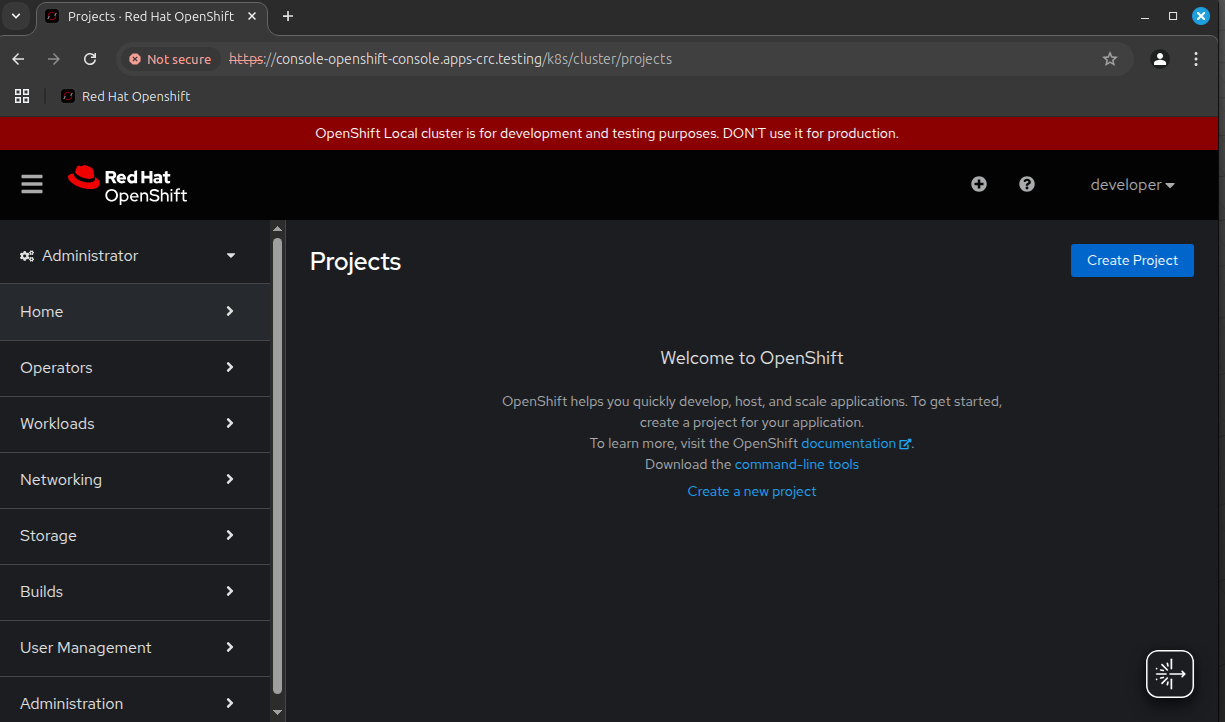 Projects · Red Hat OpenShift
Not secure https://console-openshift-console.apps-crc.testing/k8s/cluster/projects
Red Hat Openshift
OpenShift Local cluster is for development and testing purposes. DON'T use it for production.
Red Hat
OpenShift
developer
Administrator
Home
Operators
Workloads
Networking
Storage
Builds
User Management
Administration
Projects
Create Project
Welcome to OpenShift
OpenShift helps you quickly develop, host, and scale applications. To get started,
create a project for your application.
To learn more, visit the OpenShift documentation.
Download the command-line tools
Create a new project